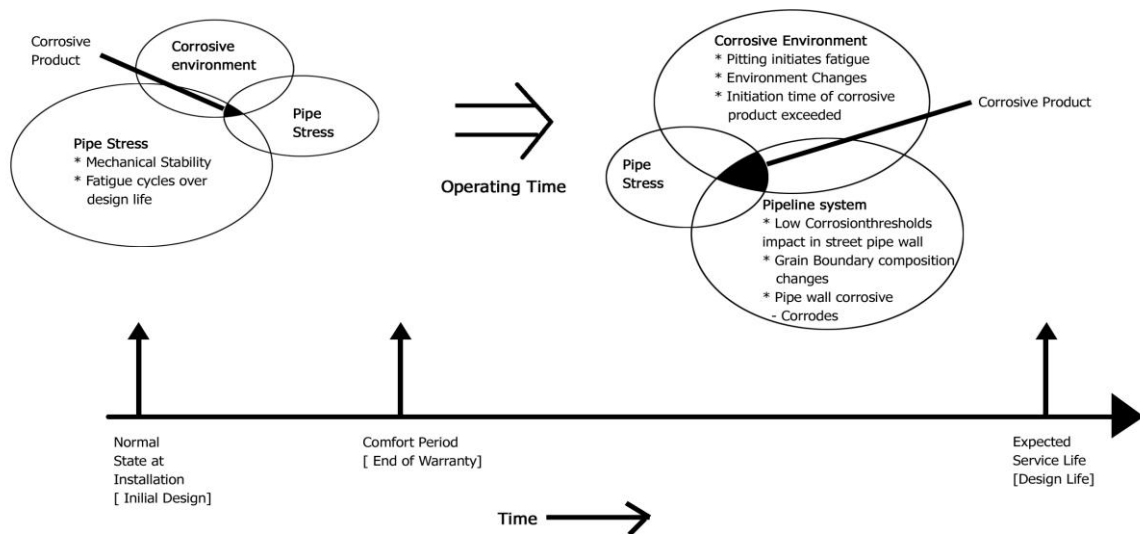 Corrosive
Product
Corrosive
environment
Pipe
Stress
Pipe Stress
* Mechanical Stability
* Fatigue cycles over
design life
Operating Time
Corrosive Environment
* Pitting initiates fatigue
* Environment Changes
* Initiation time of corrosive
product exceeded
Corrosive Product
Pipe
Stress
Pipeline system
* Low Corrosionthresholds
impact in street pipe wall
* Grain Boundary composition
changes
* Pipe wall corrosive
- Corrodes
Normal
State at
Installation
[ Inilial Design]
Comfort Period
[ End of Warranty]
Expected
Service Life
[Design Life]
Time